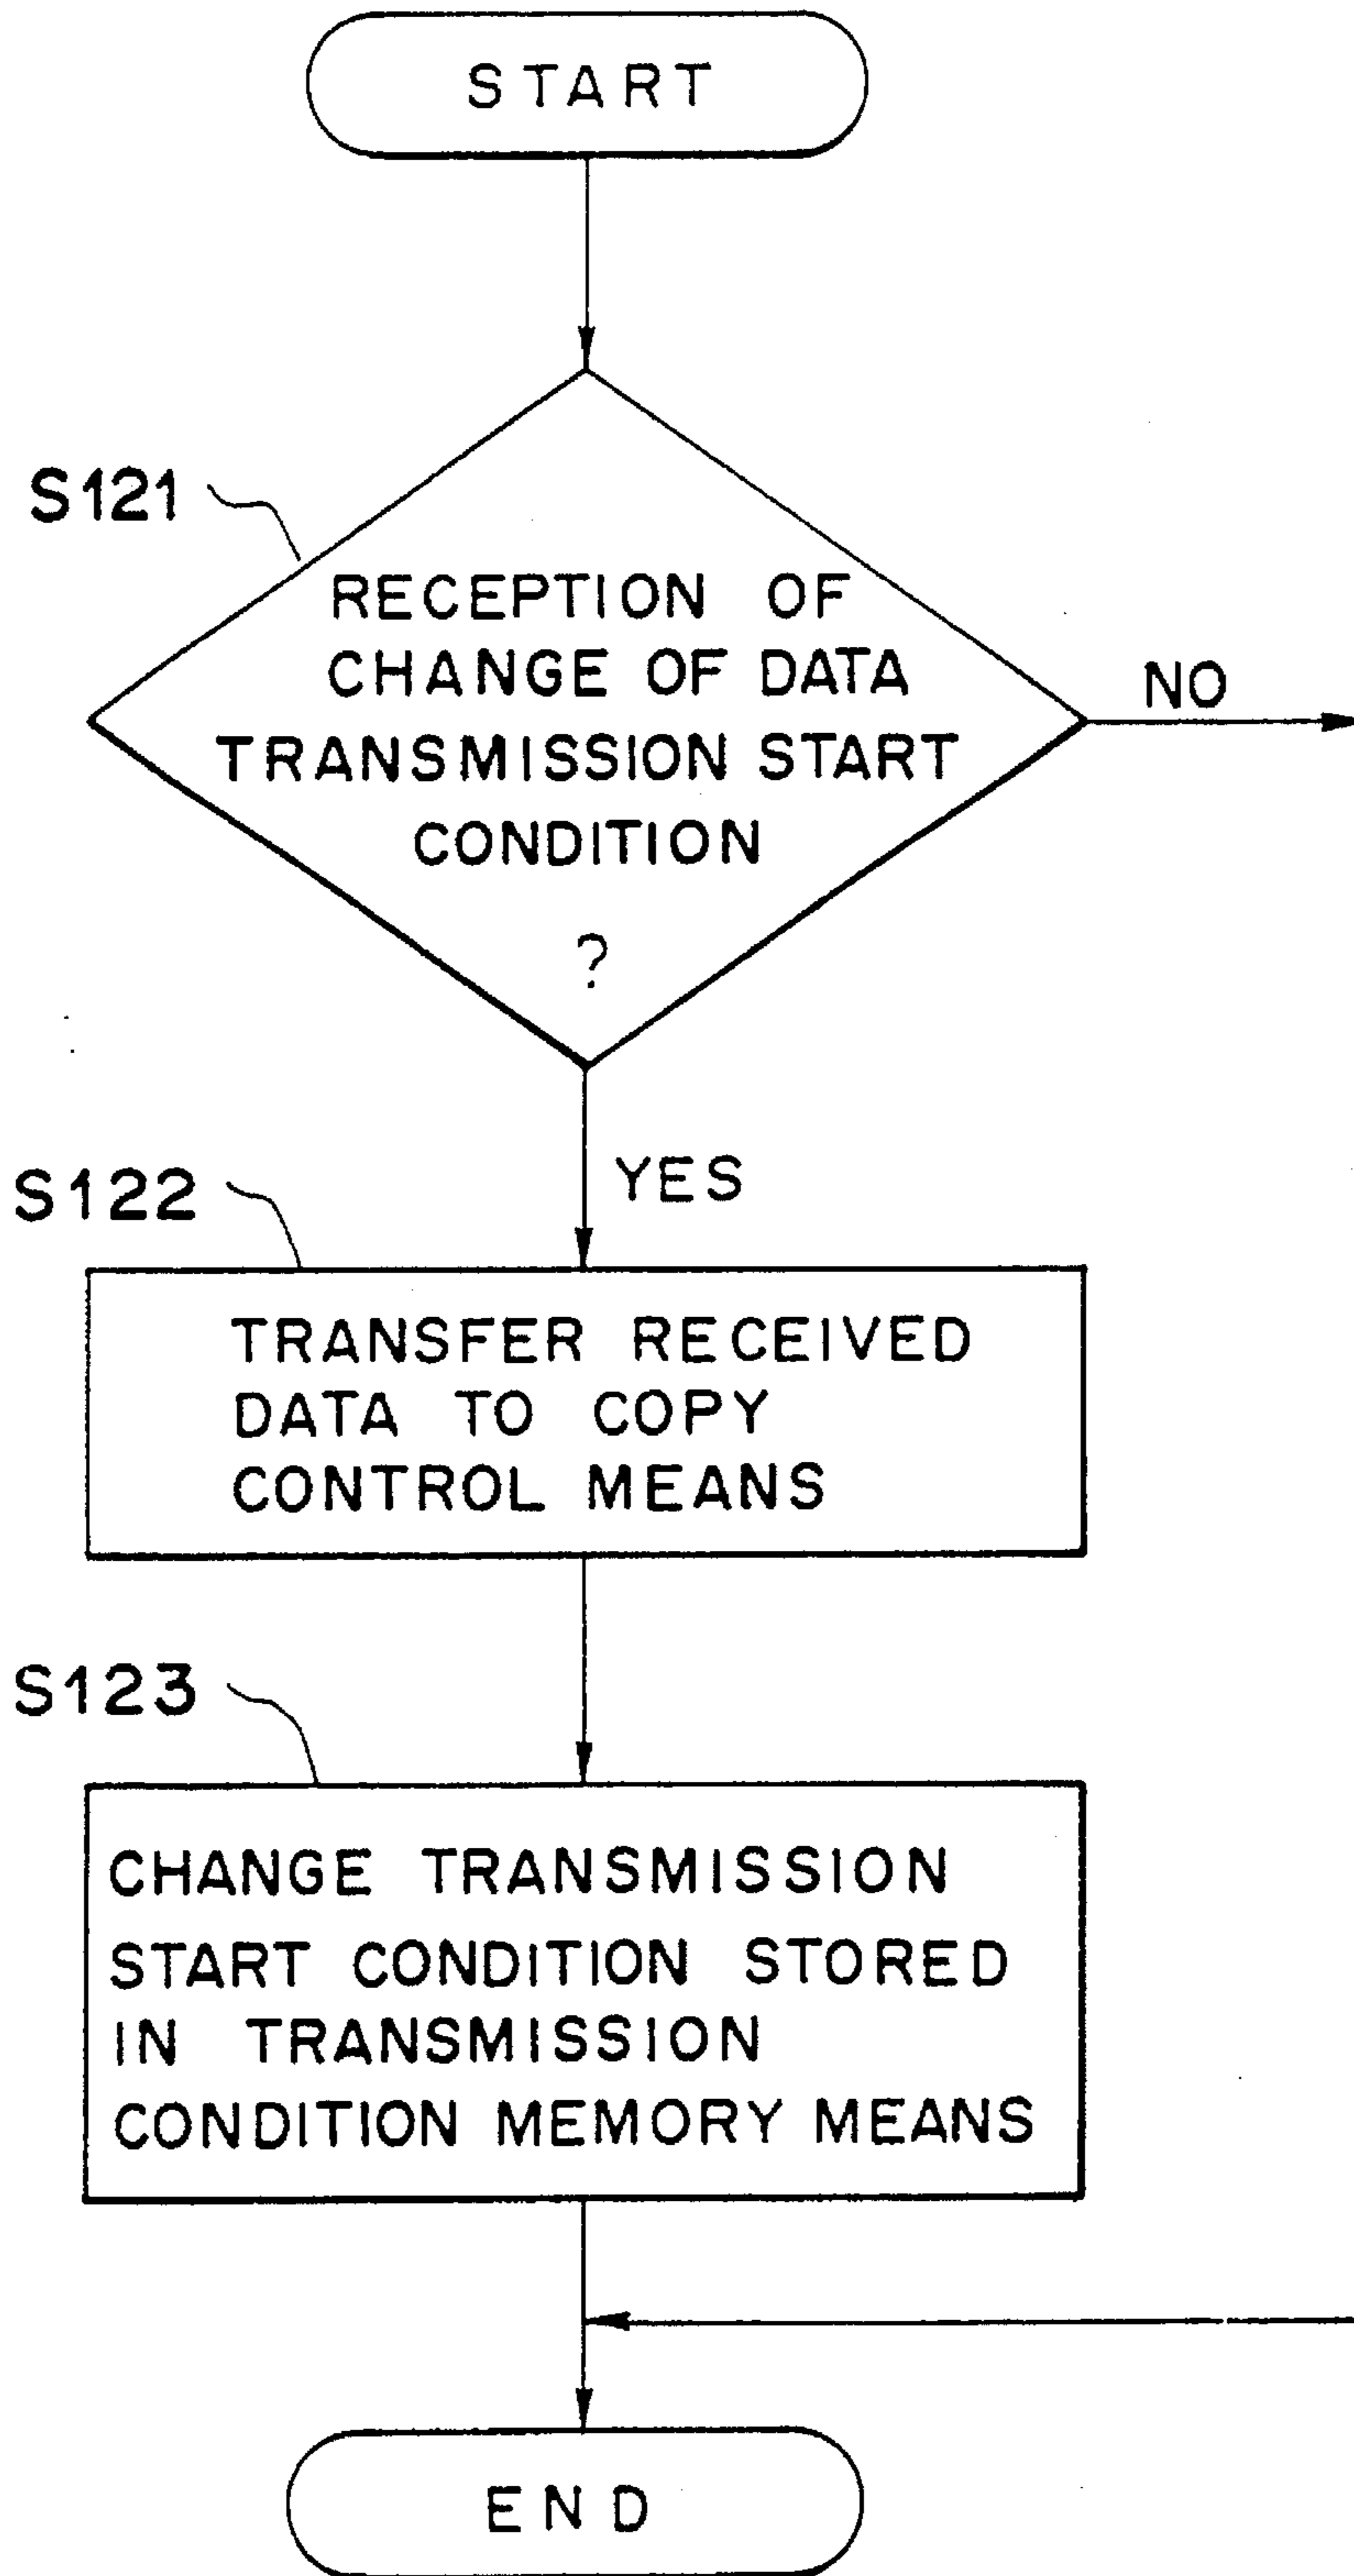 START
S121
RECEPTION OF
CHANGE OF DATA
TRANSMISSION START
CONDITION
?
NO
YES
S122
TRANSFER RECEIVED
DATA TO COPY
CONTROL MEANS
S123
CHANGE TRANSMISSION
START CONDITION STORED
IN TRANSMISSION
CONDITION MEMORY MEANS
END